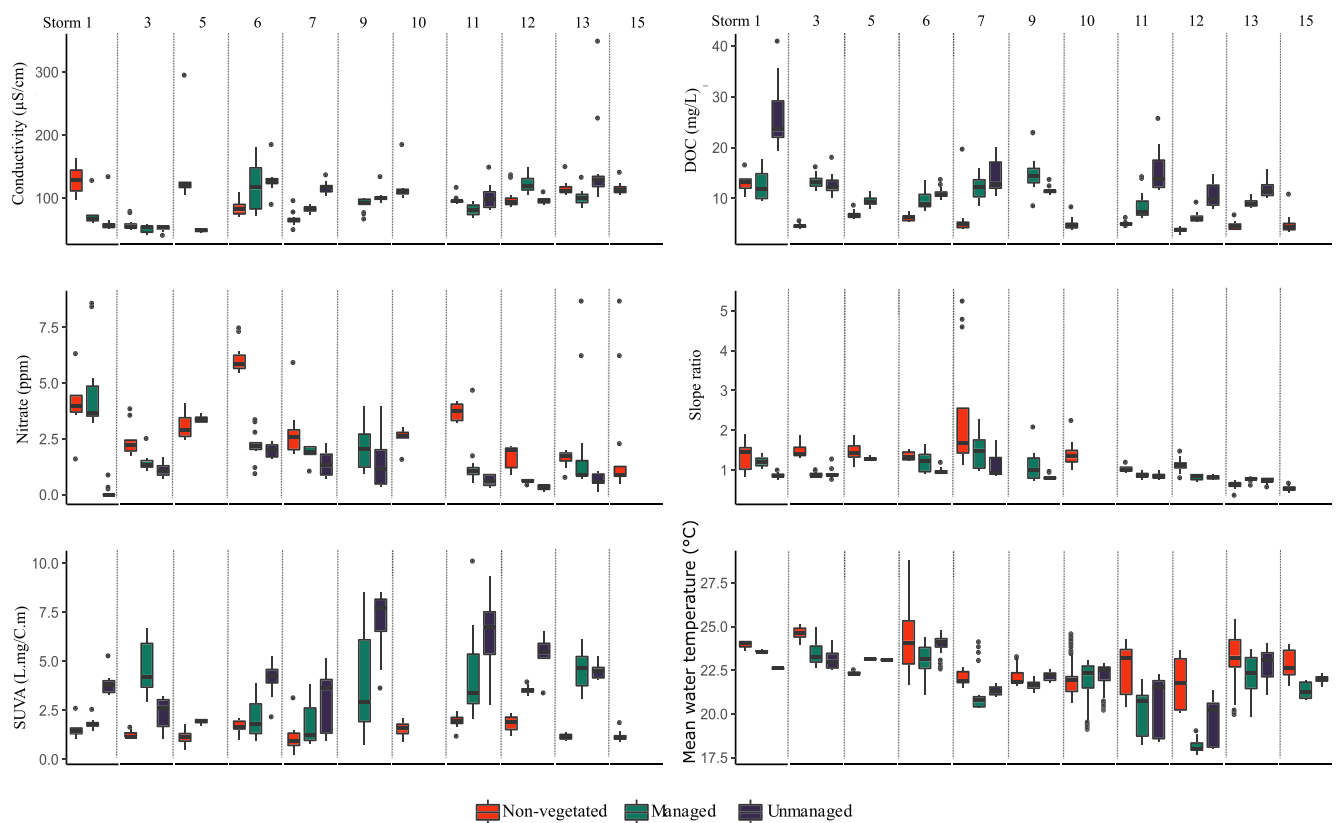 Storm 1 3 5 6 7 9 10 11 12 13 15
Conductivity (µS/cm)
300
200
100
Storm 1 3 5 6 7 9 10 11 12 13 15
DOC (mg/L)
40
30
20
10
Nitrate (ppm)
7.5
5.0
2.5
0.0
Slope ratio
5
4
3
2
1
SUVA (L.mg/C.m)
10.0
7.5
5.0
2.5
0.0
Mean water temperature (°C)
27.5
25.0
22.5
20.0
17.5
Non-vegetated Managed Unmanaged